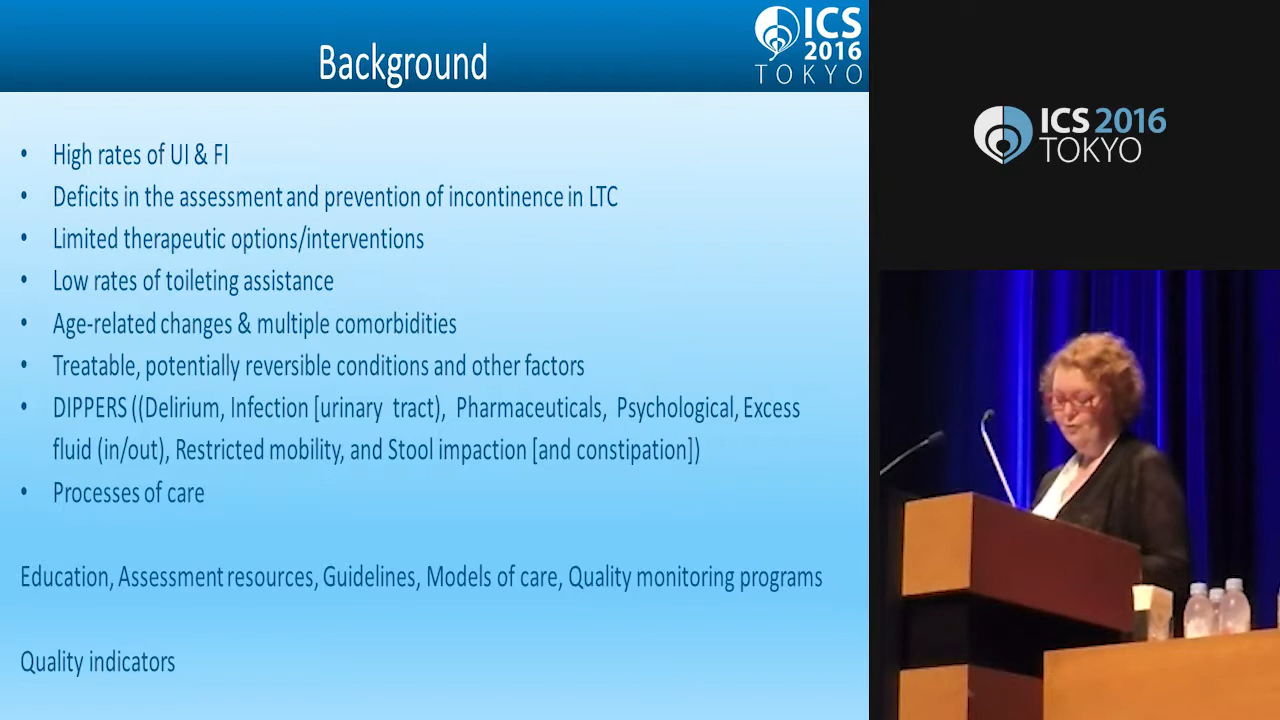 Background
ICS
2016
TOKYO
ICS 2016
TOKYO
• High rates of UI & FI
• Deficits in the assessment and prevention of incontinence in LTC
• Limited therapeutic options/interventions
• Low rates of toileting assistance
• Age-related changes & multiple comorbidities
• Treatable, potentially reversible conditions and other factors
• DIPPERS ((Delirium, Infection [urinary tract), Pharmaceuticals, Psychological, Excess
fluid (in/out), Restricted mobility, and Stool impaction [and constipation])
• Processes of care
Education, Assessment resources, Guidelines, Models of care, Quality monitoring programs
Quality indicators